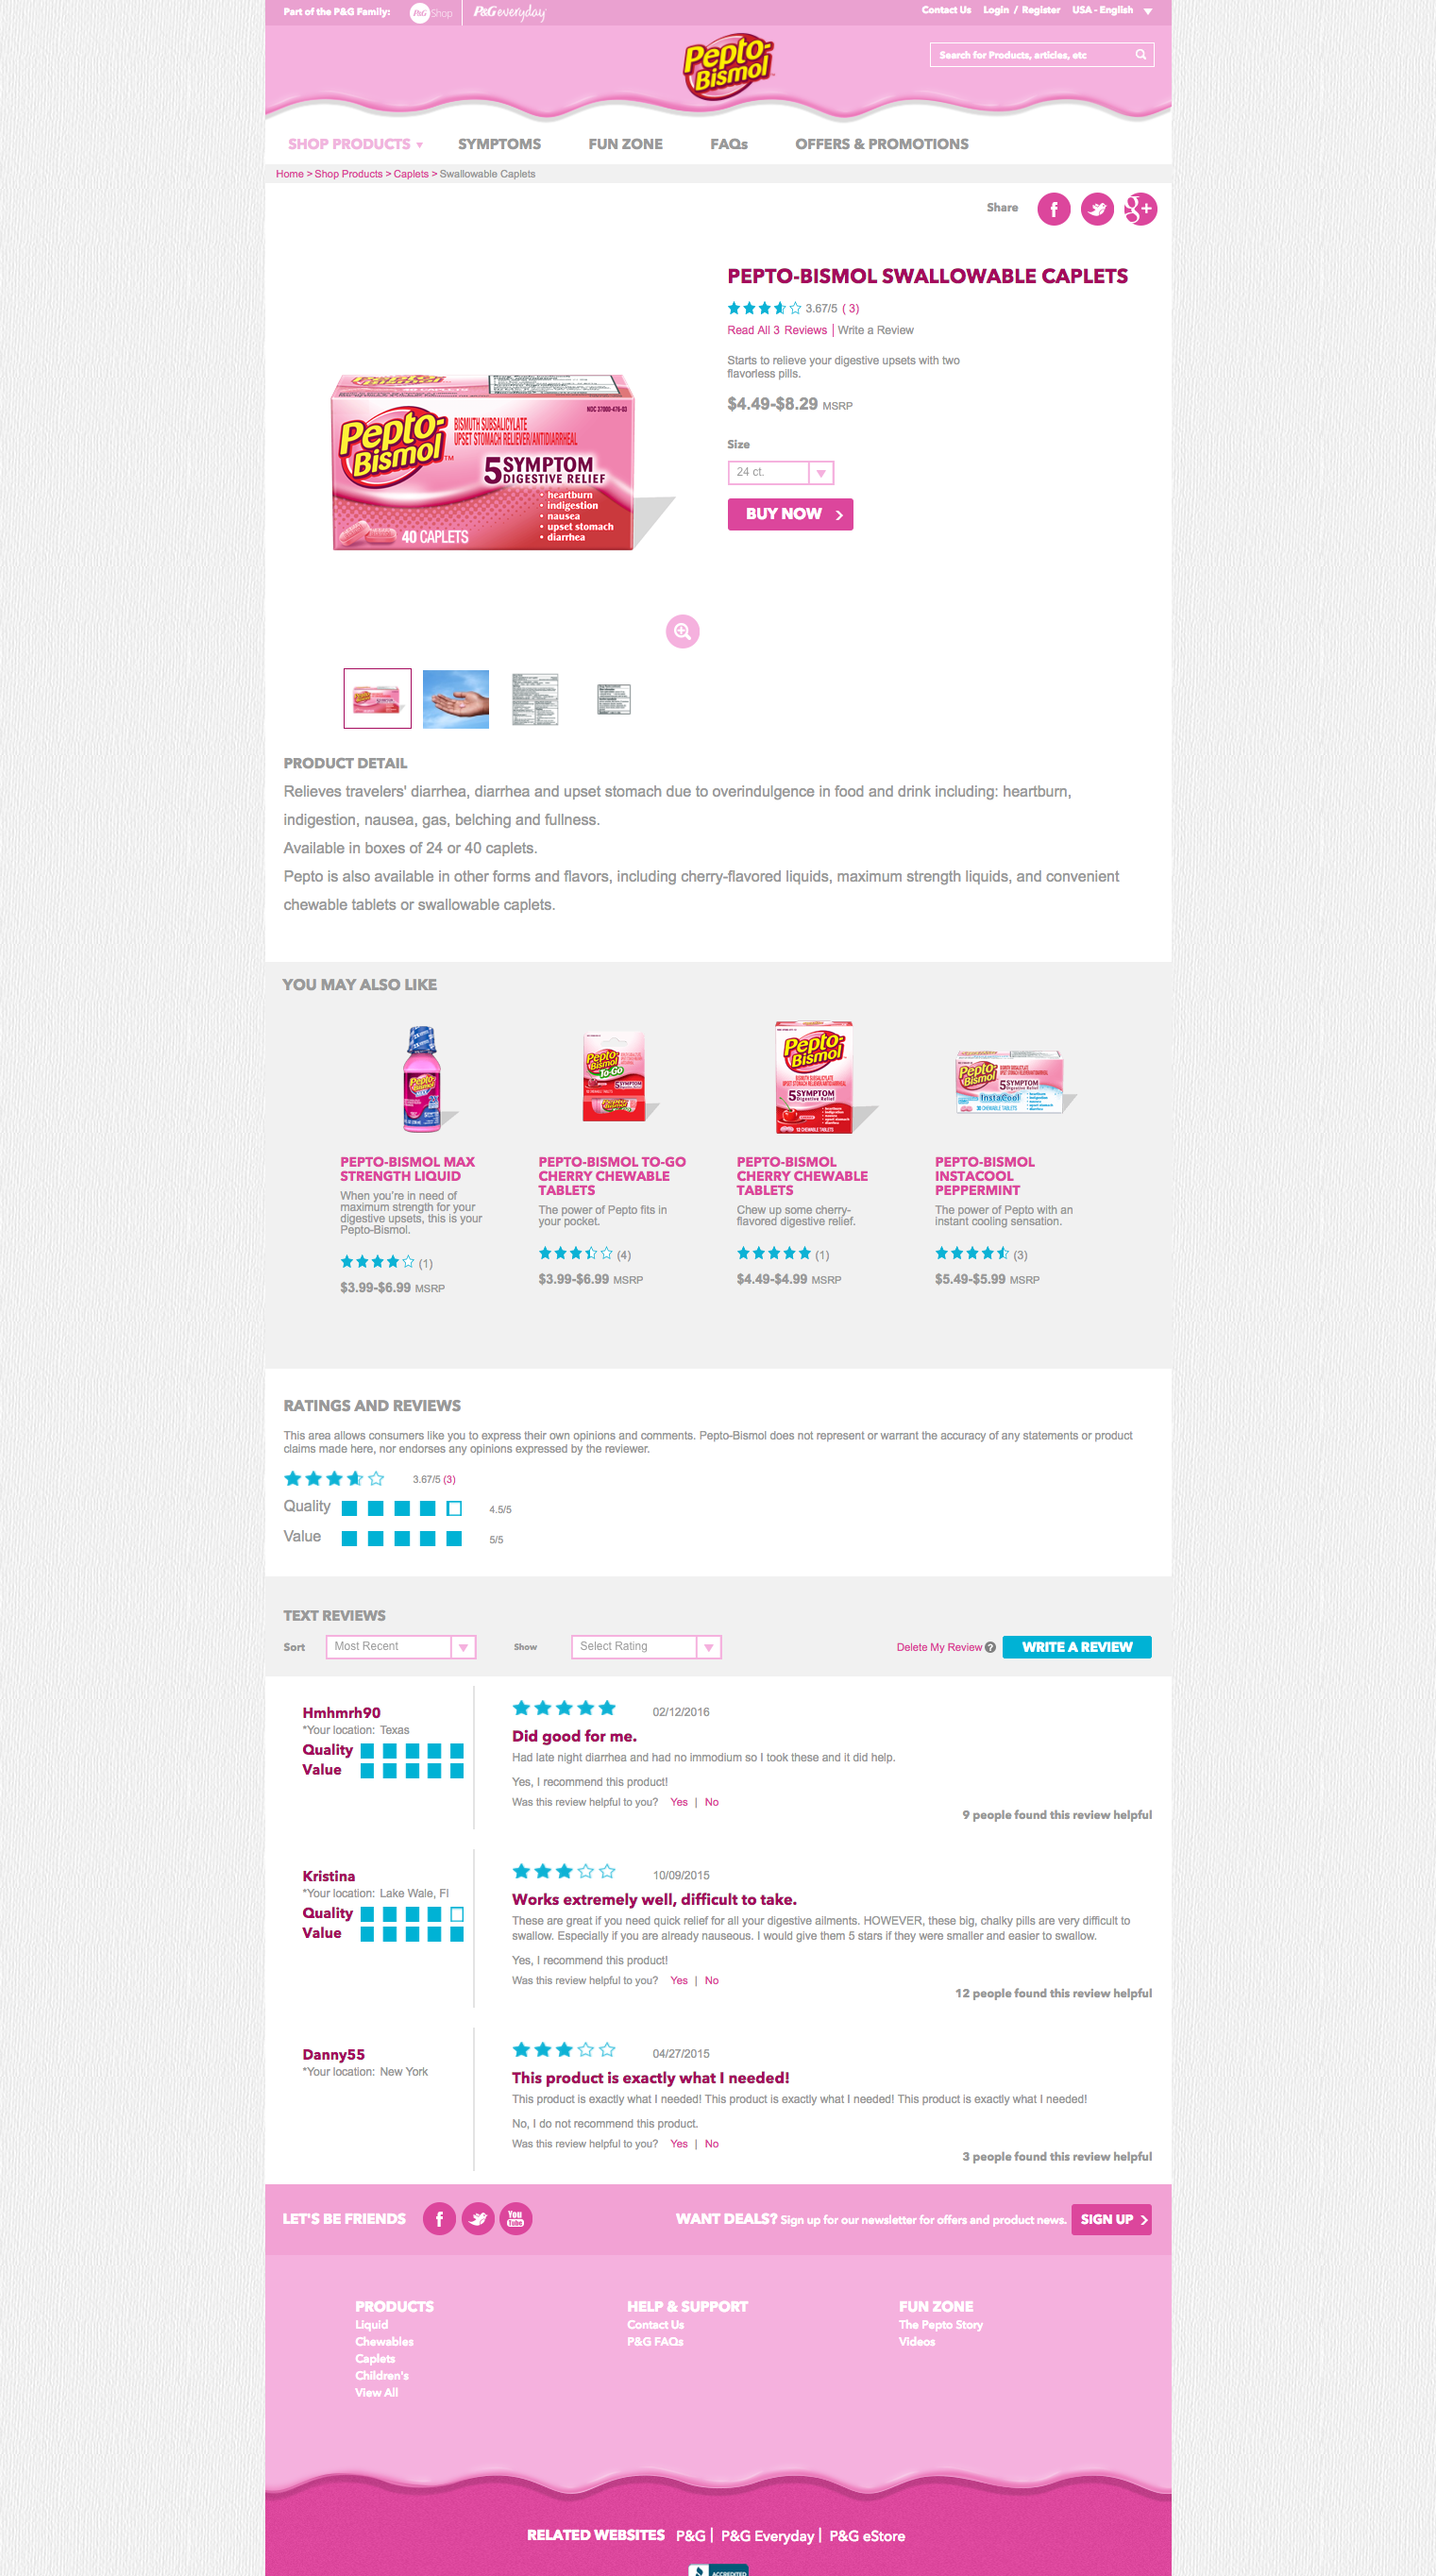 Part of the P&G Family: P&G Shop P&G everyday
Contact Us Login / Register USA - English
Pepto-Bismol
Search for Products, articles, etc
SHOP PRODUCTS SYMPTOMS FUN ZONE FAQs OFFERS & PROMOTIONS
Home > Shop Products > Caplets > Swallowable Caplets
Share
PEPTO-BISMOL SWALLOWABLE CAPLETS
3.67/5 ( 3)
Read All 3 Reviews | Write a Review
Starts to relieve your digestive upsets with two
flavorless pills.
$4.49-$8.29 MSRP
Size
24 ct.
BUY NOW
40 CAPLETS
NDC 37000-476-03
Pepto-Bismol™
BISMUTH SUBSALICYLATE
UPSET STOMACH RELIEVER/ANTIDIARRHEAL
5 SYMPTOM
DIGESTIVE RELIEF
• heartburn
• indigestion
• nausea
• upset stomach
• diarrhea
40 CAPLETS
PRODUCT DETAIL
Relieves travelers' diarrhea, diarrhea and upset stomach due to overindulgence in food and drink including: heartburn,
indigestion, nausea, gas, belching and fullness.
Available in boxes of 24 or 40 caplets.
Pepto is also available in other forms and flavors, including cherry-flavored liquids, maximum strength liquids, and convenient
chewable tablets or swallowable caplets.
YOU MAY ALSO LIKE
PEPTO-BISMOL MAX
STRENGTH LIQUID
When you're in need of
maximum strength for your
digestive upsets, this is your
Pepto-Bismol.
(1)
$3.99-$6.99 MSRP
PEPTO-BISMOL TO-GO
CHERRY CHEWABLE
TABLETS
The power of Pepto fits in
your pocket.
(4)
$3.99-$6.99 MSRP
PEPTO-BISMOL
CHERRY CHEWABLE
TABLETS
Chew up some cherry-
flavored digestive relief.
(1)
$4.49-$4.99 MSRP
PEPTO-BISMOL
INSTACOOL
PEPPERMINT
The power of Pepto with an
instant cooling sensation.
(3)
$5.49-$5.99 MSRP
RATINGS AND REVIEWS
This area allows consumers like you to express their own opinions and comments. Pepto-Bismol does not represent or warrant the accuracy of any statements or product
claims made here, nor endorses any opinions expressed by the reviewer.
3.67/5 (3)
Quality 4.5/5
Value 5/5
TEXT REVIEWS
Sort Most Recent Show Select Rating Delete My Review ? WRITE A REVIEW
Hmhmrh90
*Your location: Texas
Quality
Value
02/12/2016
Did good for me.
Had late night diarrhea and had no immodium so I took these and it did help.
Yes, I recommend this product!
Was this review helpful to you? Yes | No
9 people found this review helpful
Kristina
*Your location: Lake Wale, Fl
Quality
Value
10/09/2015
Works extremely well, difficult to take.
These are great if you need quick relief for all your digestive ailments. HOWEVER, these big, chalky pills are very difficult to
swallow. Especially if you are already nauseous. I would give them 5 stars if they were smaller and easier to swallow.
Yes, I recommend this product!
Was this review helpful to you? Yes | No
12 people found this review helpful
Danny55
*Your location: New York
04/27/2015
This product is exactly what I needed!
This product is exactly what I needed! This product is exactly what I needed! This product is exactly what I needed!
No, I do not recommend this product.
Was this review helpful to you? Yes | No
3 people found this review helpful
LET'S BE FRIENDS You Tube
WANT DEALS? Sign up for our newsletter for offers and product news. SIGN UP
PRODUCTS
Liquid
Chewables
Caplets
Children's
View All
HELP & SUPPORT
Contact Us
P&G FAQs
FUN ZONE
The Pepto Story
Videos
RELATED WEBSITES P&G | P&G Everyday | P&G eStore
ACCREDITED